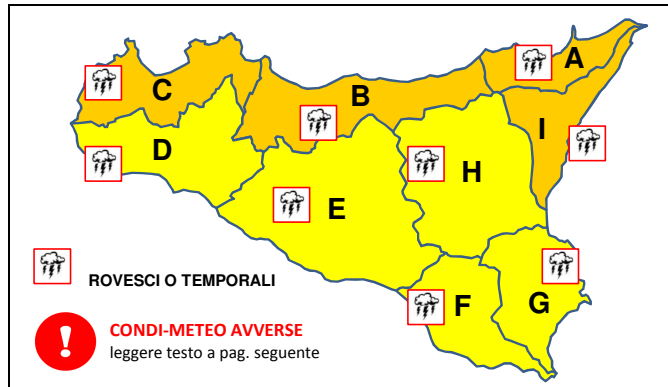 A
C
B
I
D
H
E
F
G
ROVESCI O TEMPORALI
CONDI-METEO AVVERSE
leggere testo a pag. seguente